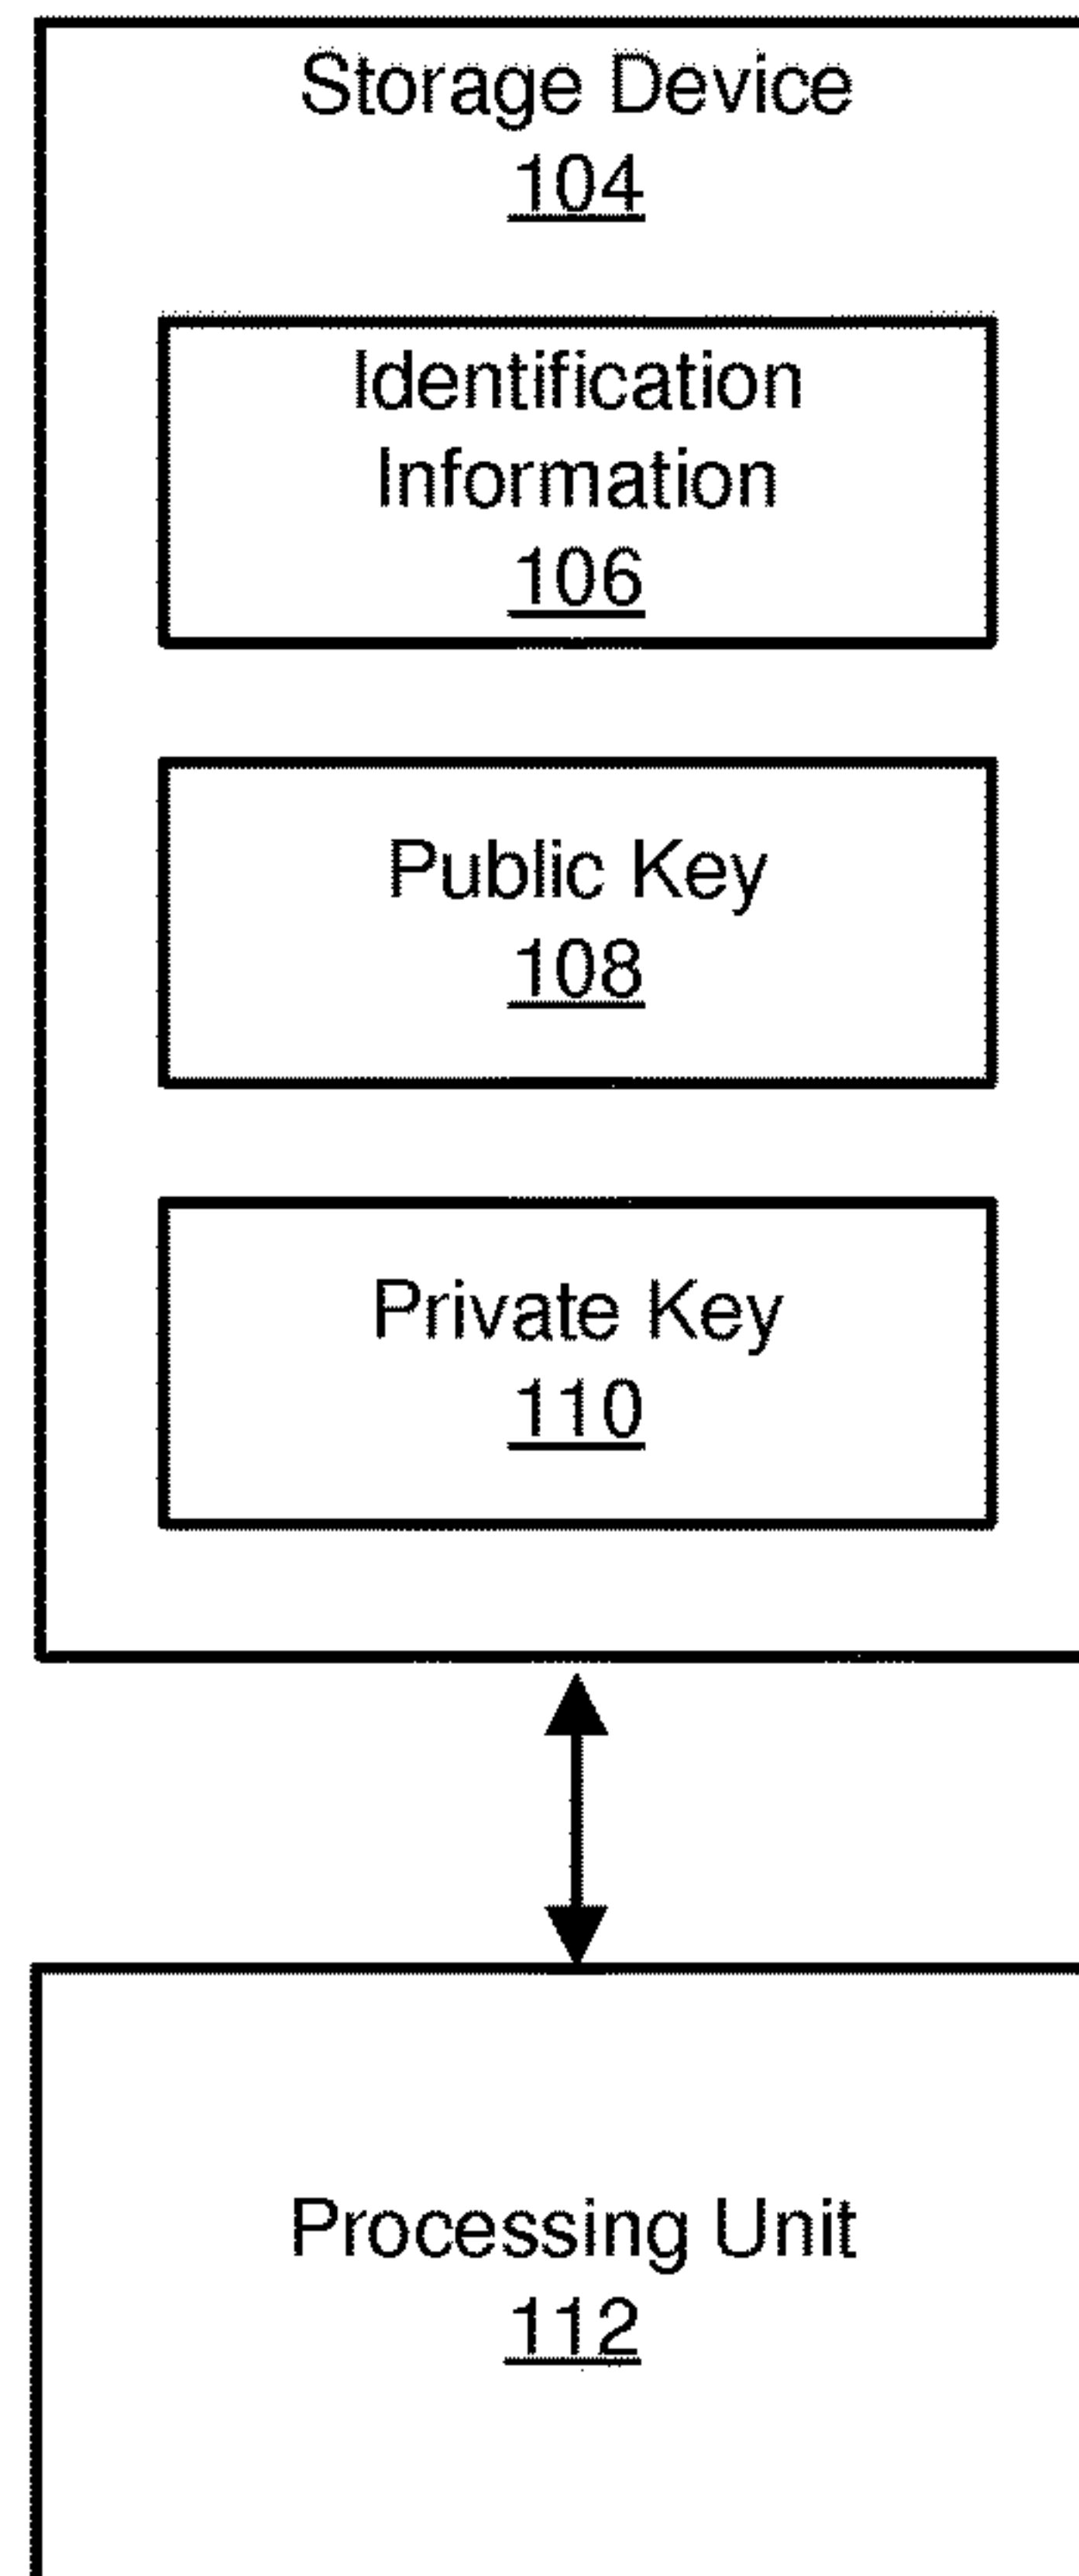 Storage Device
104
Identification
Information
106
Public Key
108
Private Key
110
Processing Unit
112